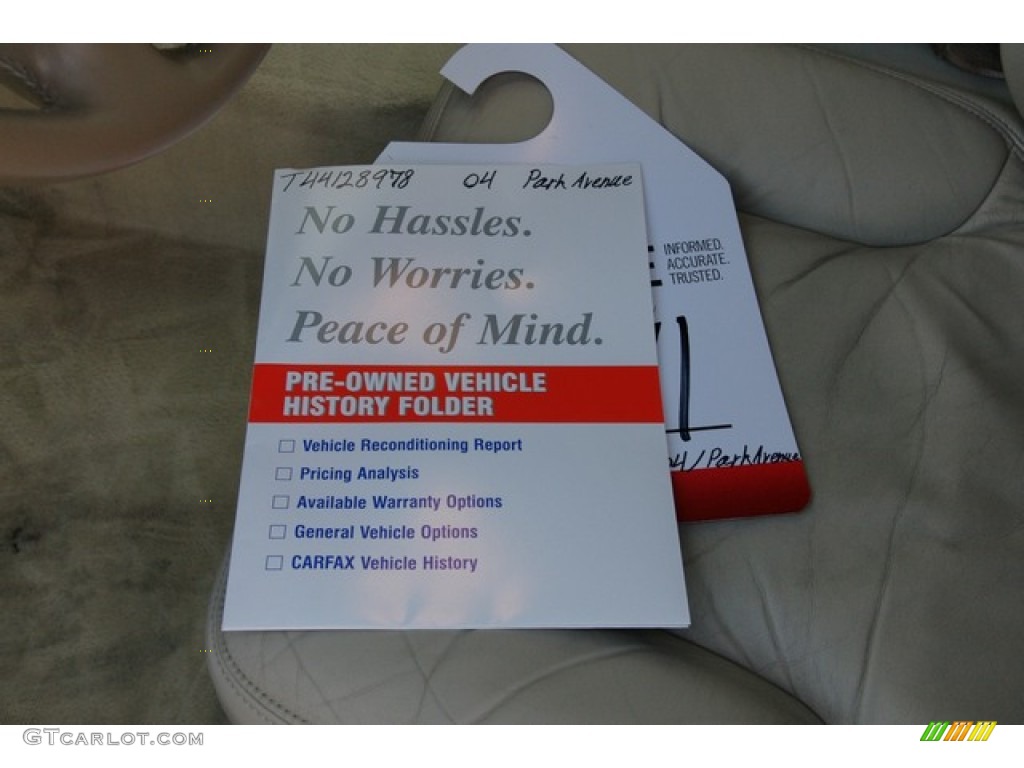 T44128978 04 Park Avenue
No Hassles.
No Worries.
Peace of Mind.
PRE-OWNED VEHICLE
HISTORY FOLDER
Vehicle Reconditioning Report
Pricing Analysis
Available Warranty Options
General Vehicle Options
CARFAX Vehicle History
E
INFORMED.
ACCURATE.
TRUSTED.
1
04/Park Avenue
GTCARLOT.COM